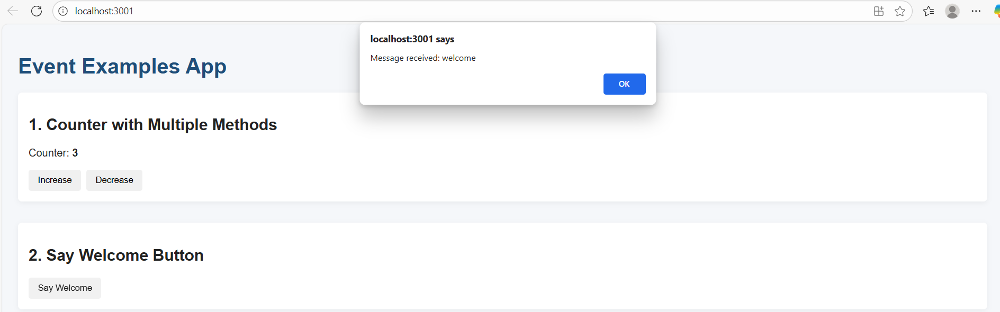 localhost:3001
localhost:3001 says
Message received: welcome
OK
Event Examples App
1. Counter with Multiple Methods
Counter: 3
Increase Decrease
2. Say Welcome Button
Say Welcome